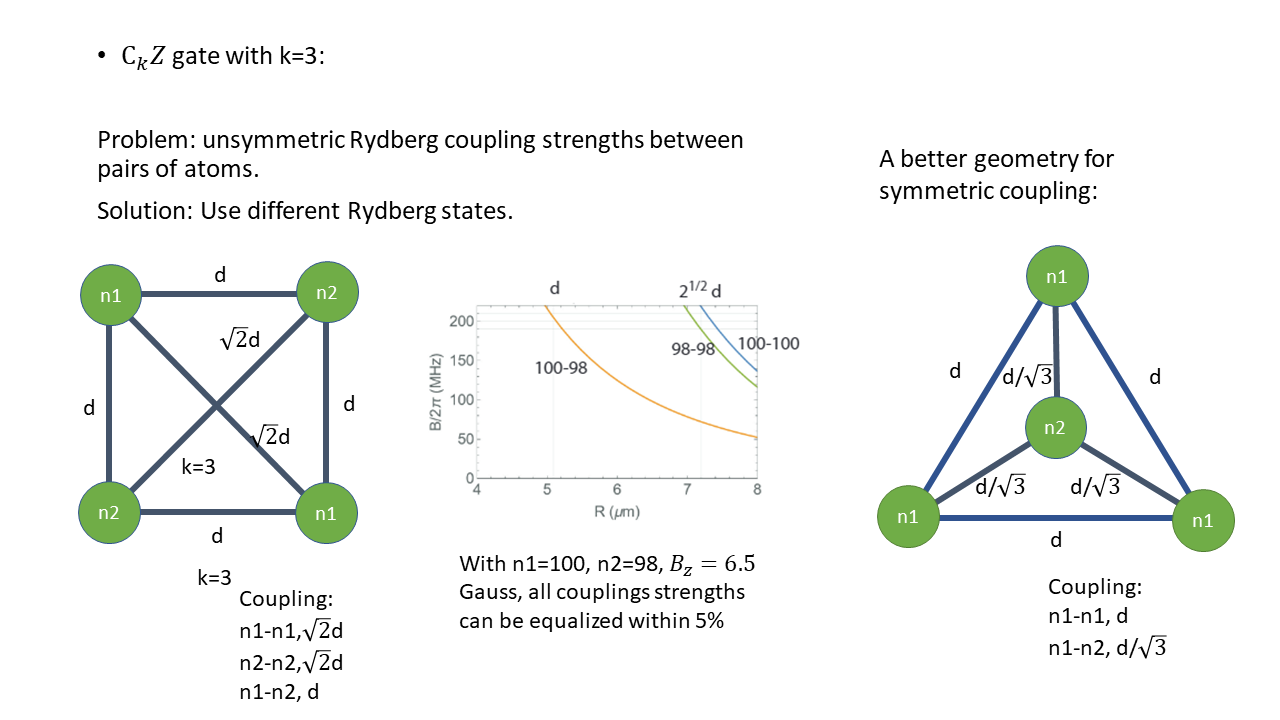 • C_kZ gate with k=3:
Problem: unsymmetric Rydberg coupling strengths between
pairs of atoms.
Solution: Use different Rydberg states.
A better geometry for
symmetric coupling:
n1
d
n2
√2d
d
d
√2d
k=3
n2
d
n1
k=3
Coupling:
n1-n1,√2d
n2-n2,√2d
n1-n2, d
d
2^1/2 d
200
150
100
50
0
B/2π (MHz)
100-98
98-98
100-100
4
5
6
7
8
R (μm)
With n1=100, n2=98, B_z = 6.5
Gauss, all couplings strengths
can be equalized within 5%
n1
d
d/√3
d
n2
d/√3
d/√3
n1
n1
d
Coupling:
n1-n1, d
n1-n2, d/√3